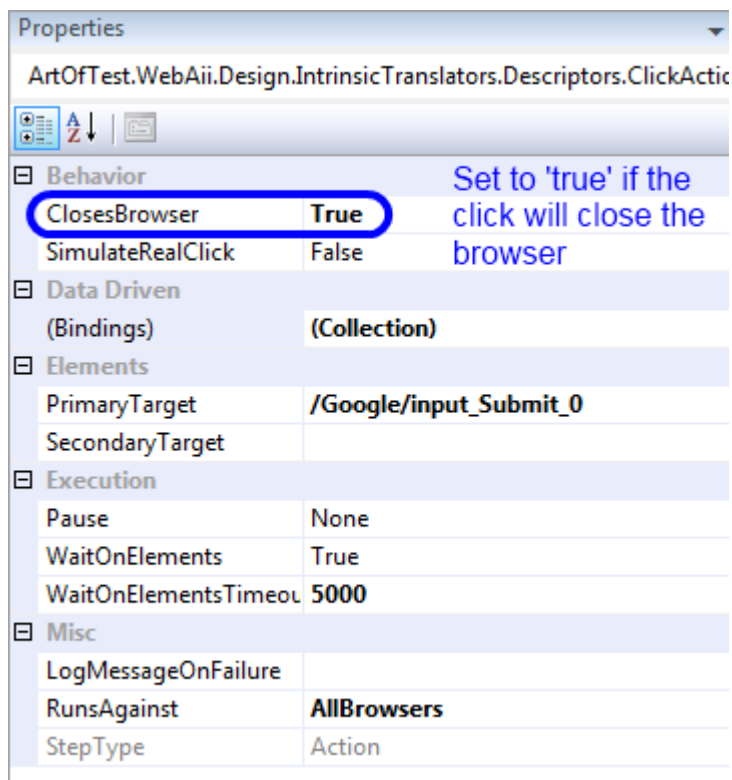 Properties
ArtOfTest.WebAii.Design.IntrinsicTranslators.Descriptors.ClickActic
A Z
Behavior
ClosesBrowser True
SimulateRealClick False
Set to 'true' if the
click will close the
browser
Data Driven
(Bindings) (Collection)
Elements
PrimaryTarget /Google/input_Submit_0
SecondaryTarget
Execution
Pause None
WaitOnElements True
WaitOnElementsTimeou 5000
Misc
LogMessageOnFailure
RunsAgainst AllBrowsers
StepType Action